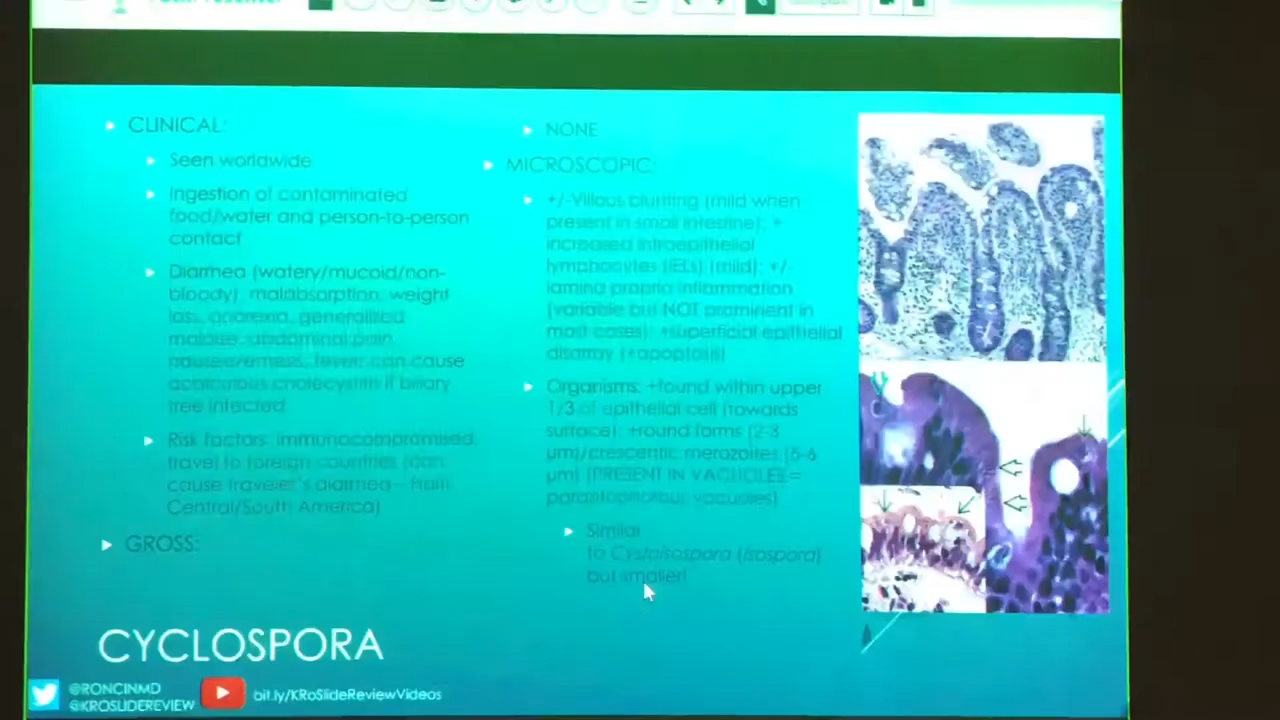 CLINICAL:
Seen worldwide
Ingestion of contaminated
food/water and person-to-person
contact
Diarrhea (watery/mucoid/non-
bloody), malabsorption, weight
loss, anorexia, generalized
malaise, abdominal pain,
fever; can cause
acalculous cholecystitis if biliary
tree infected
Risk factors: immunocompromised,
travel to foreign countries (can
cause traveler's diarrhea – Haiti,
Central/South America)
GROSS:
NONE
MICROSCOPIC:
+/-Villous blunting (mild when
present in small intestine); +
increased intraepithelial
lymphocytes (IELs) (mild); +/-
lamina propria inflammation
(variable but NOT prominent in
most cases); +superficial epithelial
disarray (+apoptosis)
Organisms: +found within upper
1/3 of epithelial cell (towards
surface); +round forms (2-3
µm)/crescentic merozoites (5-6
µm) (PRESENT IN VACUOLES =
parasitophorous vacuoles)
Similar
to Cystoisospora (Isospora)
but smaller!
CYCLOSPORA
@RONCINMD
@KROSLIDEREVIEW
bit.ly/KRoSlideReviewVideos